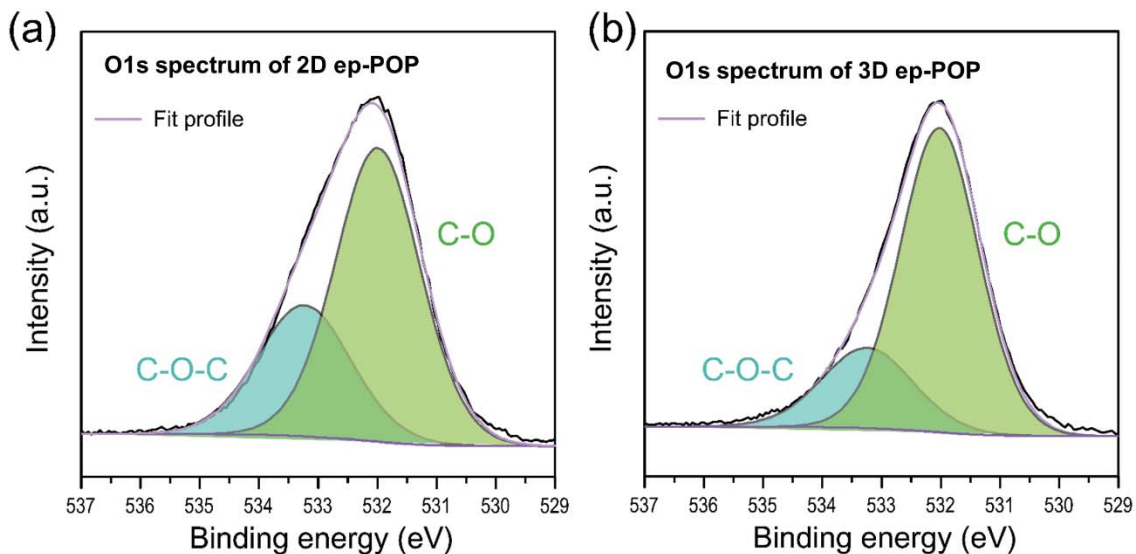 (a)
O1s spectrum of 2D ep-POP
Fit profile
C-O
C-O-C
Intensity (a.u.)
537 536 535 534 533 532 531 530 529
Binding energy (eV)
(b)
O1s spectrum of 3D ep-POP
Fit profile
C-O
C-O-C
Intensity (a.u.)
537 536 535 534 533 532 531 530 529
Binding energy (eV)